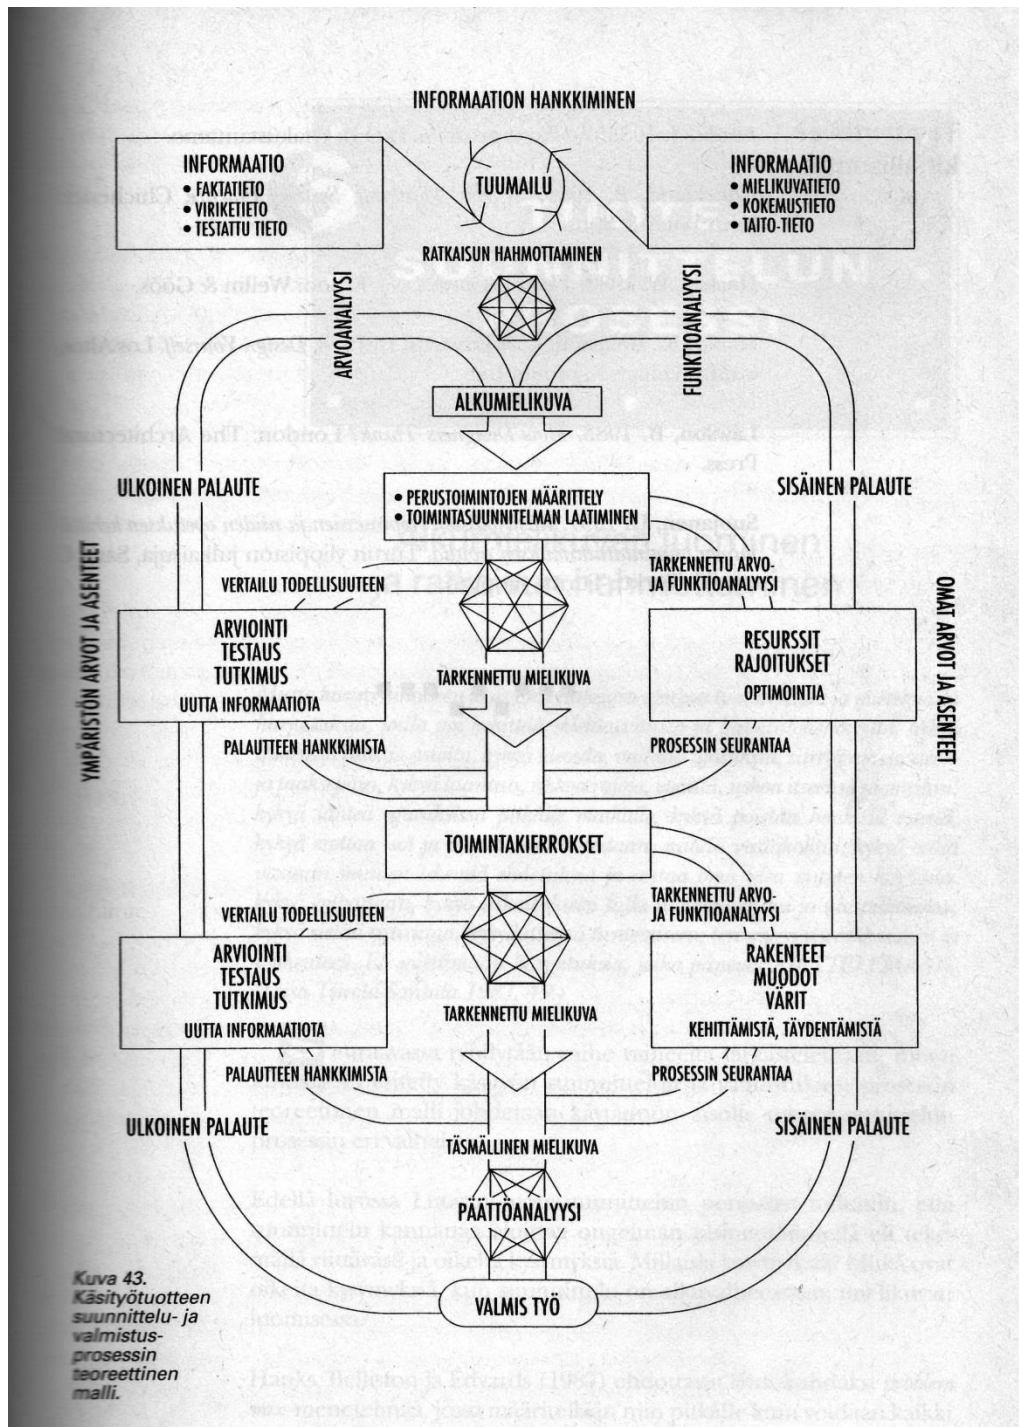 INFORMAATION HANKKIMINEN
INFORMAATIO
• FAKTATIETO
• VIRIKETIETO
• TESTATTU TIETO
TUUMAILU
INFORMAATIO
• MIELIKUVATIETO
• KOKEMUSTIETO
• TAITO-TIETO
RATKAISUN HAHMOTTAMINEN
ARVOANALYYSI
FUNKTIOANALYYSI
ALKUMIELIKUVA
ULKOINEN PALAUTE
SISÄINEN PALAUTE
• PERUSTOIMINTOJEN MÄÄRITTELY
• TOIMINTASUUNNITELMAN LAATIMINEN
YMPÄRISTÖN ARVOT JA ASENTEET
OMAT ARVOT JA ASENTEET
VERTAILU TODELLISUUTEEN
TARKENNETTU ARVO-
JA FUNKTIOANALYYSI
ARVIOINTI
TESTAUS
TUTKIMUS
UUTTA INFORMAATIOTA
RESURSSIT
RAJOITUKSET
OPTIMOINTIA
TARKENNETTU MIELIKUVA
PALAUTTEEN HANKKIMISTA
PROSESSIN SEURANTAA
TOIMINTAKIERROKSET
VERTAILU TODELLISUUTEEN
TARKENNETTU ARVO-
JA FUNKTIOANALYYSI
ARVIOINTI
TESTAUS
TUTKIMUS
UUTTA INFORMAATIOTA
RAKENTEET
MUODOT
VÄRIT
KEHITTÄMISTÄ, TÄYDENTÄMISTÄ
TARKENNETTU MIELIKUVA
PALAUTTEEN HANKKIMISTA
PROSESSIN SEURANTAA
ULKOINEN PALAUTE
SISÄINEN PALAUTE
TÄSMÄLLINEN MIELIKUVA
PÄÄTTÖANALYYSI
VALMIS TYÖ
Kuva 43.
Käsityötuotteen
suunnittelu- ja
valmistus-
prosessin
teoreettinen
malli.